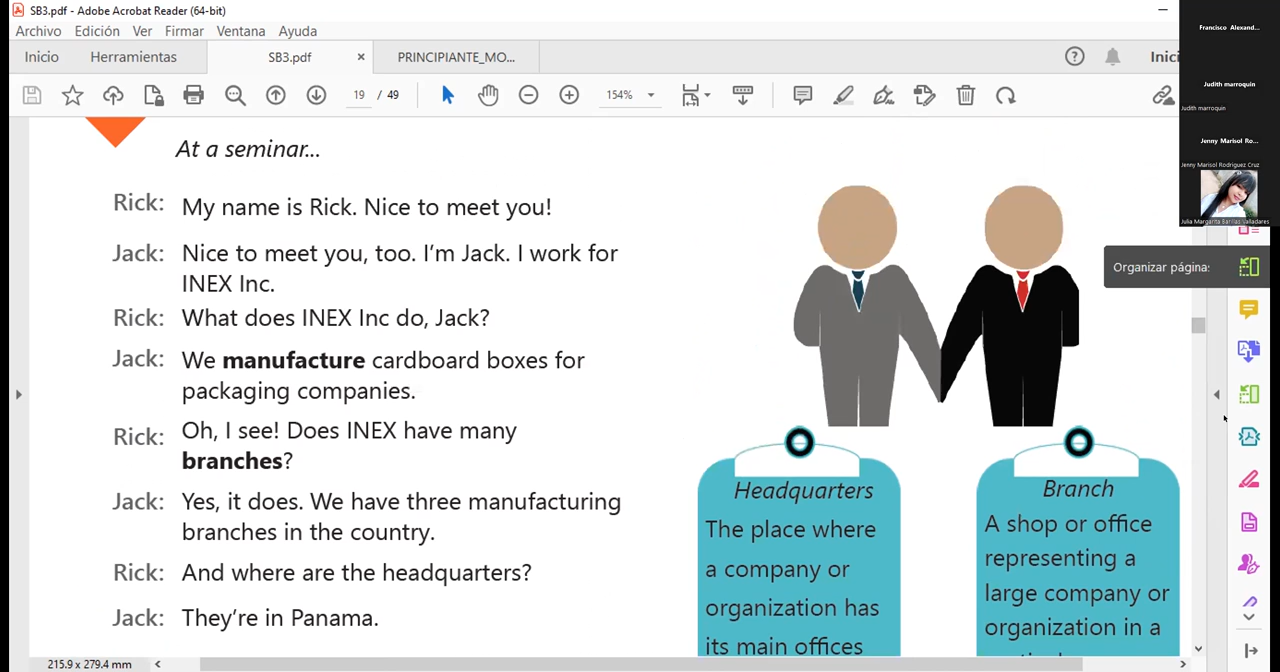 SB3.pdf - Adobe Acrobat Reader (64-bit)
Archivo Edición Ver Firmar Ventana Ayuda
Inicio Herramientas SB3.pdf × PRINCIPIANTE_MO... Inici
19 / 49 154%
Francisco Alexand...
Judith marroquin
Judith marroquin
Jenny Marisol Ro...
Jenny Marisol Rodriguez Cruz
Julia Margarita Barillas Valladares
Organizar página:
At a seminar...
Rick: My name is Rick. Nice to meet you!
Jack: Nice to meet you, too. I'm Jack. I work for
INEX Inc.
Rick: What does INEX Inc do, Jack?
Jack: We manufacture cardboard boxes for
packaging companies.
Rick: Oh, I see! Does INEX have many
branches?
Jack: Yes, it does. We have three manufacturing
branches in the country.
Rick: And where are the headquarters?
Jack: They're in Panama.
Headquarters
The place where
a company or
organization has
its main offices
Branch
A shop or office
representing a
large company or
organization in a
215.9 x 279.4 mm